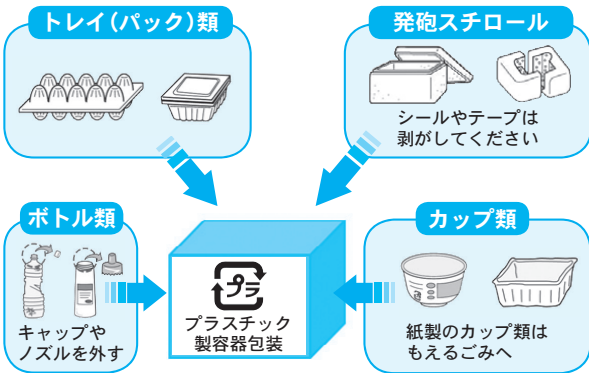 トレイ(パック)類
発泡スチロール
シールやテープは
剥がしてください
ボトル類
キャップや
ノズルを外す
プラ
プラスチック
製容器包装
カップ類
紙製のカップ類は
もえるごみへ